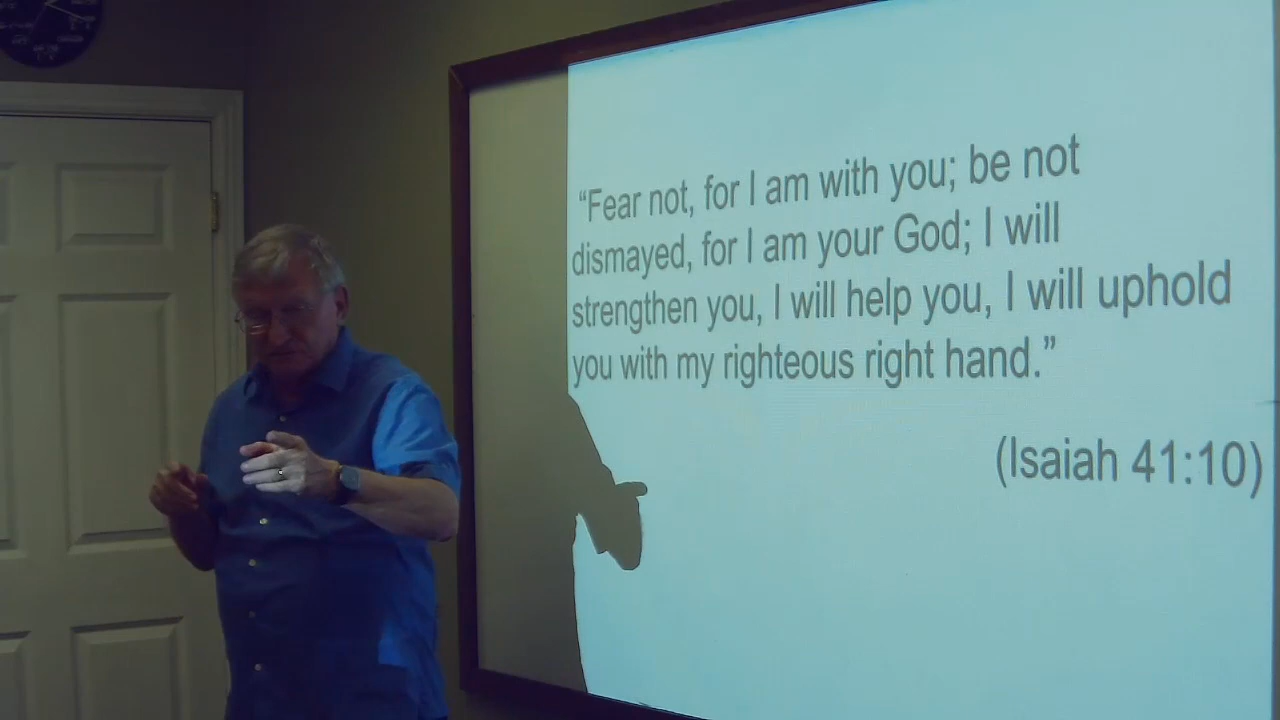 “Fear not, for I am with you; be not
dismayed, for I am your God; I will
strengthen you, I will help you, I will uphold
you with my righteous right hand.”
(Isaiah 41:10)